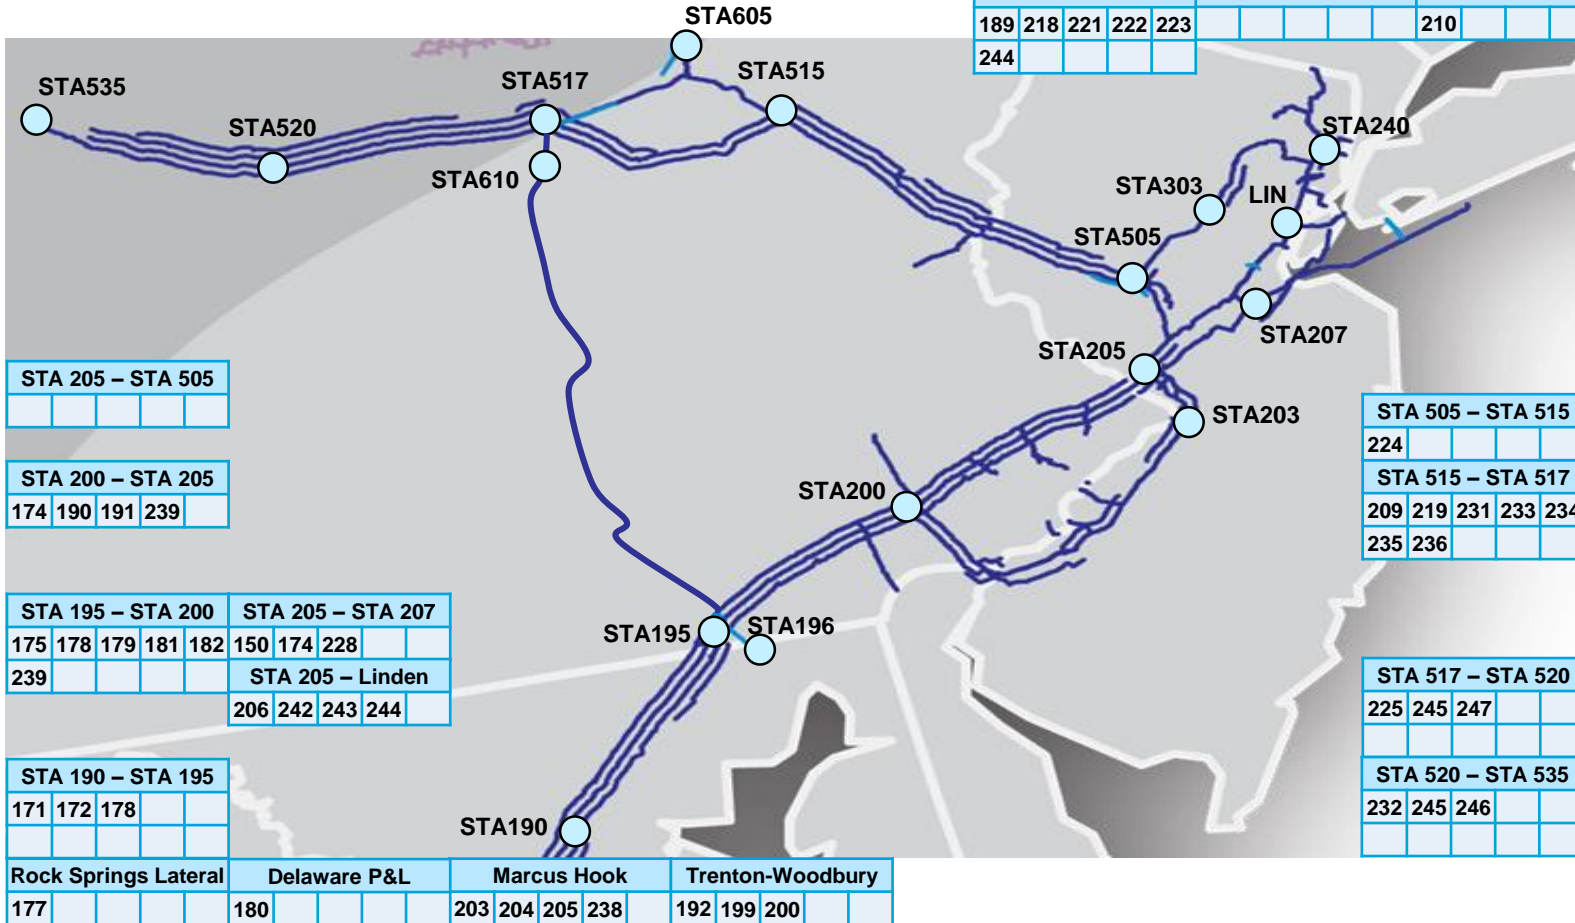 STA605
189 218 221 222 223
210
244
STA535
STA517
STA515
STA520
STA240
STA610
STA303
LIN
STA505
STA207
STA205
STA 205 – STA 505
STA203
STA 505 – STA 515
224
STA 200 – STA 205
174 190 191 239
STA200
STA 515 – STA 517
209 219 231 233 234
235 236
STA 195 – STA 200
175 178 179 181 182
239
STA 205 – STA 207
150 174 228
STA 205 – Linden
206 242 243 244
STA195
STA196
STA 517 – STA 520
225 245 247
STA 190 – STA 195
171 172 178
STA 520 – STA 535
232 245 246
STA190
Rock Springs Lateral
177
Delaware P&L
180
Marcus Hook
203 204 205 238
Trenton-Woodbury
192 199 200